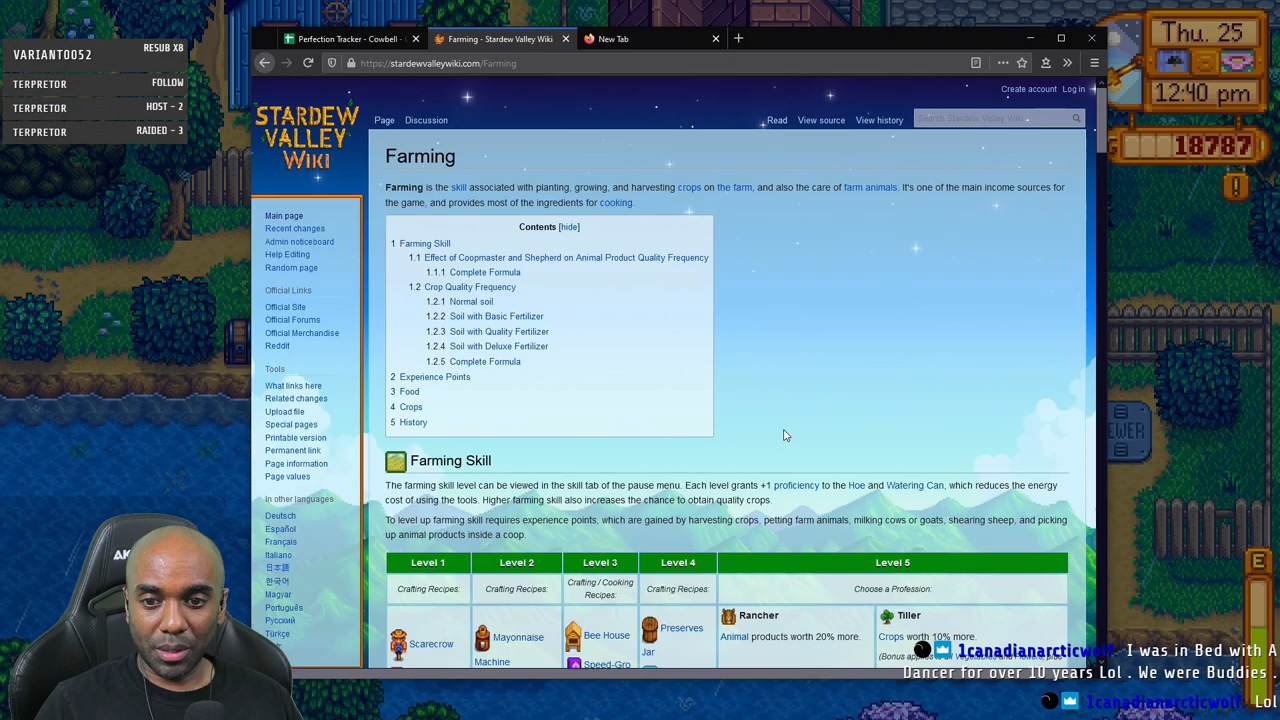 VARIANT0052 RESUB X8
TERPRETOR FOLLOW
TERPRETOR HOST - 2
TERPRETOR RAIDED - 3
Perfection Tracker - Cowbell -
Farming - Stardew Valley Wiki
New Tab
https://stardewvalleywiki.com/Farming
Thu. 25
12:40 pm
18787
STARDEW
VALLEY
WIKI
Create account Log in
Page Discussion
Read View source View history
Search Stardew Valley Wiki
Main page
Recent changes
Admin noticeboard
Help Editing
Random page
Official Links
Official Site
Official Forums
Official Merchandise
Reddit
Tools
What links here
Related changes
Upload file
Special pages
Printable version
Permanent link
Page information
Page values
In other languages
Deutsch
Español
Français
Italiano
日本語
한국어
Magyar
Português
Русский
Türkçe
Farming
Farming is the skill associated with planting, growing, and harvesting crops on the farm, and also the care of farm animals. It's one of the main income sources for
the game, and provides most of the ingredients for cooking.
Contents [hide]
1 Farming Skill
1.1 Effect of Coopmaster and Shepherd on Animal Product Quality Frequency
1.1.1 Complete Formula
1.2 Crop Quality Frequency
1.2.1 Normal soil
1.2.2 Soil with Basic Fertilizer
1.2.3 Soil with Quality Fertilizer
1.2.4 Soil with Deluxe Fertilizer
1.2.5 Complete Formula
2 Experience Points
3 Food
4 Crops
5 History
Farming Skill
The farming skill level can be viewed in the skill tab of the pause menu. Each level grants +1 proficiency to the Hoe and Watering Can, which reduces the energy
cost of using the tools. Higher farming skill also increases the chance to obtain quality crops.
To level up farming skill requires experience points, which are gained by harvesting crops, petting farm animals, milking cows or goats, shearing sheep, and picking
up animal products inside a coop.
Level 1 Level 2 Level 3 Level 4 Level 5
Crafting Recipes: Crafting Recipes: Crafting / Cooking Recipes: Crafting Recipes: Choose a Profession:
Scarecrow
Mayonnaise
Machine
Bee House
Speed-Gro
Preserves
Jar
Rancher
Animal products worth 20% more.
Tiller
Crops worth 10% more.
(Bonus applies to all Vegetables and Flowers, plus
1canadianarcticwolf: I was in Bed with A
Dancer for over 10 years Lol . We were Buddies .
1canadianarcticwolf: Lol
AK
EWER
E